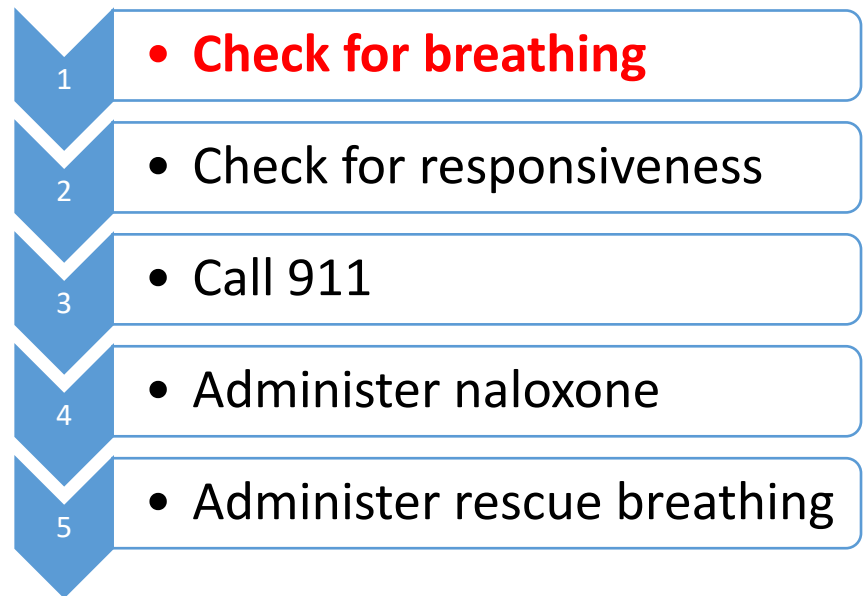 1
• Check for breathing
2
• Check for responsiveness
3
• Call 911
4
• Administer naloxone
5
• Administer rescue breathing